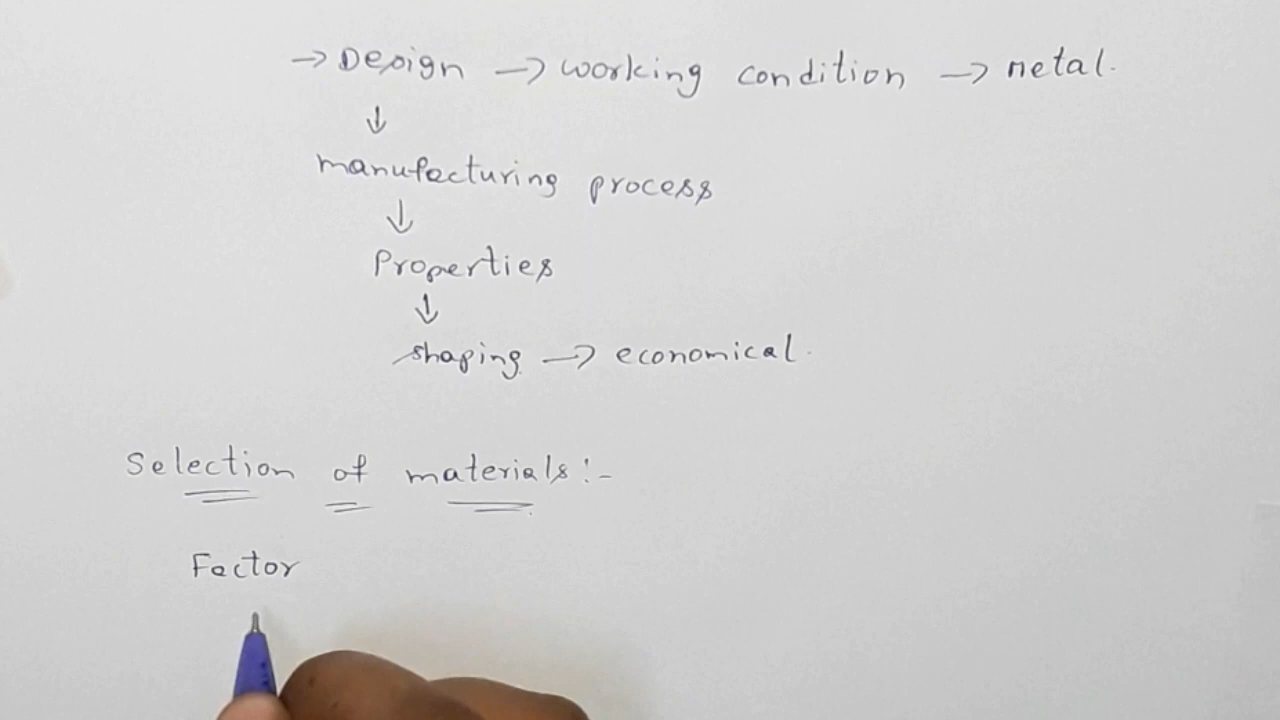 → Design → working condition → metal.
↓
manufacturing process
↓
Properties
↓
shaping → economical.
Selection of materials:-
Factor